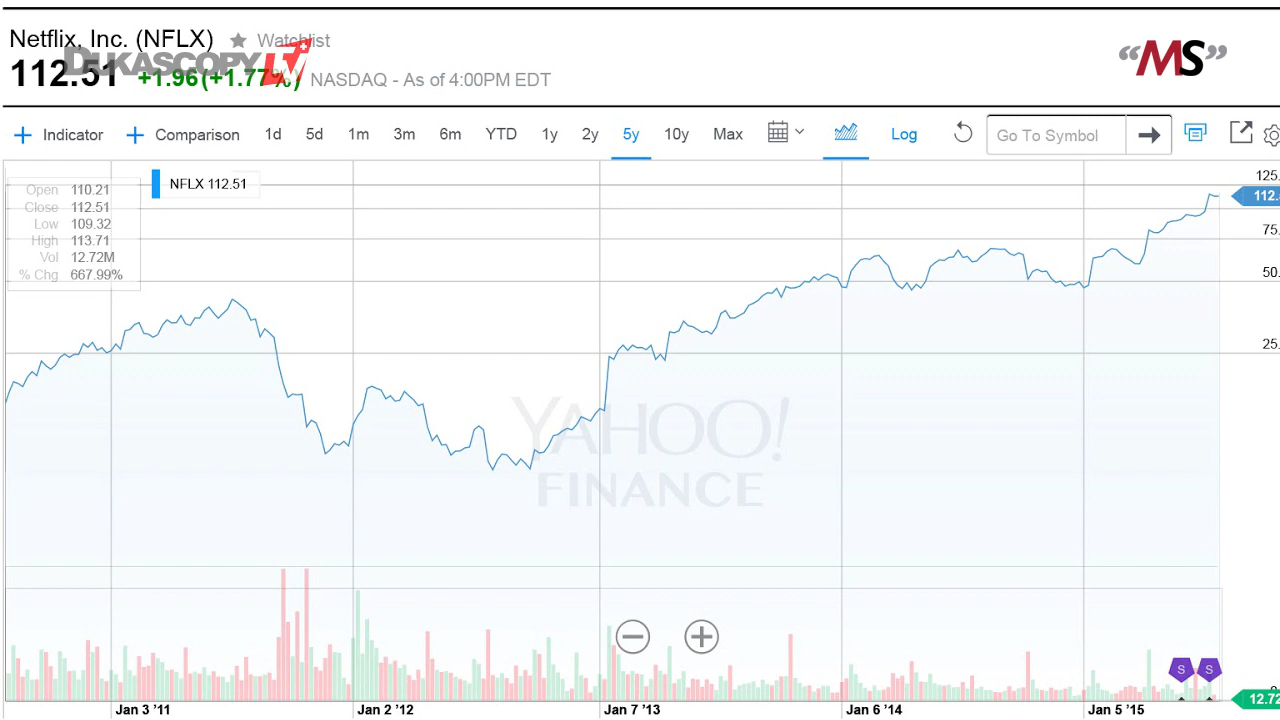 Netflix, Inc. (NFLX) ★ Watchlist
DUKASCOPY TV
112.51 +1.96 (+1.77%) NASDAQ - As of 4:00PM EDT
“MS”
+ Indicator + Comparison 1d 5d 1m 3m 6m YTD 1y 2y 5y 10y Max Log Go To Symbol
NFLX 112.51
Open 110.21
Close 112.51
Low 109.32
High 113.71
Vol 12.72M
% Chg 667.99%
125.
112.
75.
50.
25.
YAHOO!
FINANCE
S S
12.72
Jan 3 '11 Jan 2 '12 Jan 7 '13 Jan 6 '14 Jan 5 '15